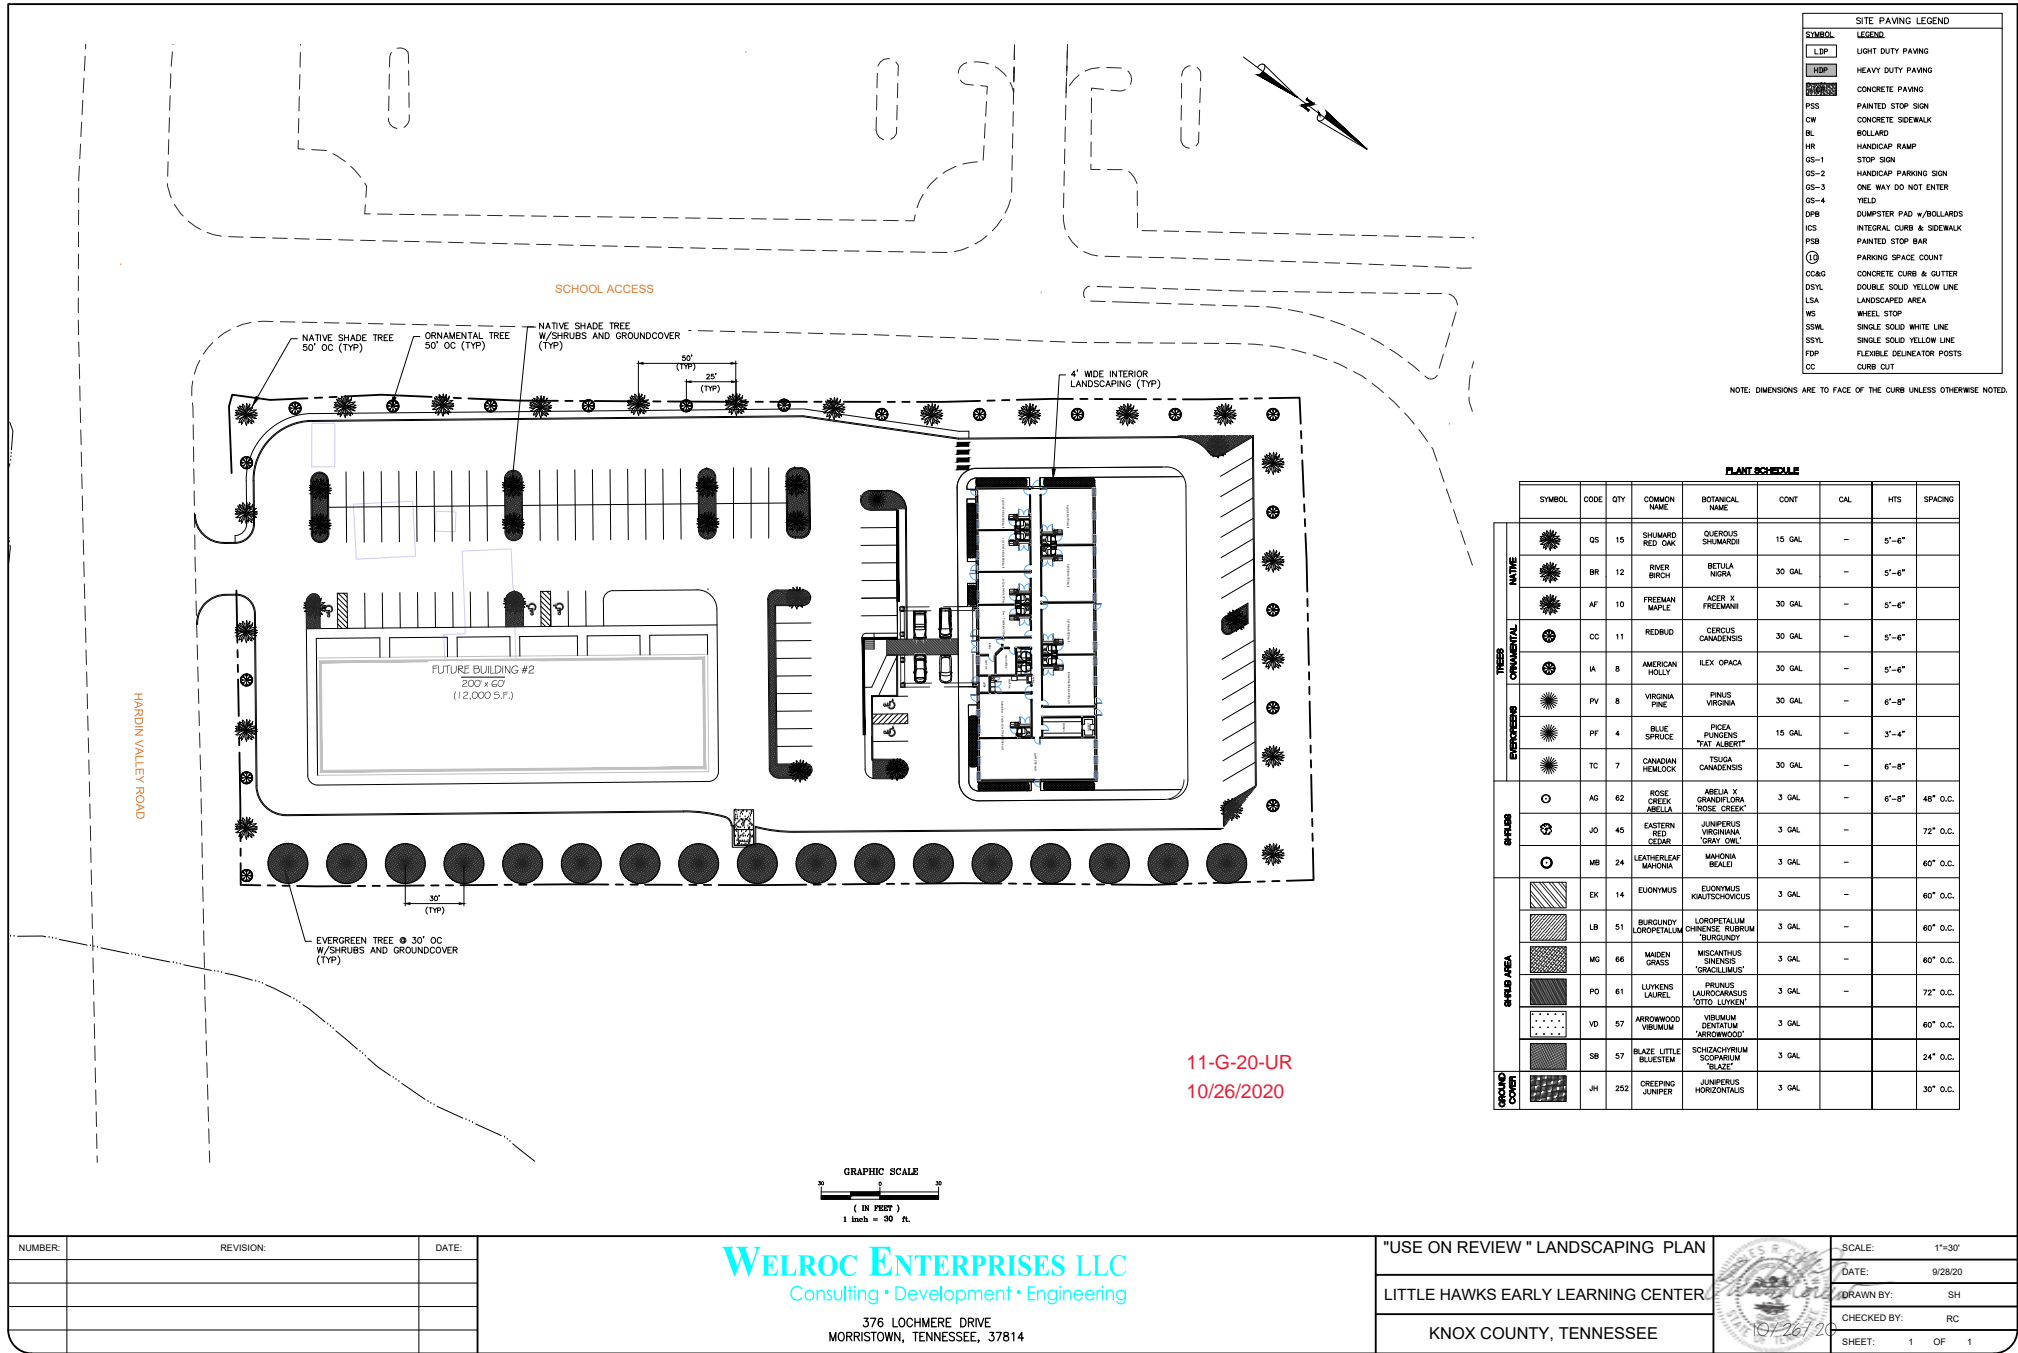 SITE PAVING LEGEND
SYMBOL LEGEND
LDP LIGHT DUTY PAVING
HDP HEAVY DUTY PAVING
CONCRETE PAVING
PSS PAINTED STOP SIGN
CW CONCRETE SIDEWALK
BL BOLLARD
HR HANDICAP RAMP
GS-1 STOP SIGN
GS-2 HANDICAP PARKING SIGN
GS-3 ONE WAY DO NOT ENTER
GS-4 YIELD
DPB DUMPSTER PAD w/BOLLARDS
ICS INTEGRAL CURB & SIDEWALK
PSB PAINTED STOP BAR
10 PARKING SPACE COUNT
CC&G CONCRETE CURB & GUTTER
DSYL DOUBLE SOLID YELLOW LINE
LSA LANDSCAPED AREA
WS WHEEL STOP
SSWL SINGLE SOLID WHITE LINE
SSYL SINGLE SOLID YELLOW LINE
FDP FLEXIBLE DELINEATOR POSTS
CC CURB CUT
NOTE: DIMENSIONS ARE TO FACE OF THE CURB UNLESS OTHERWISE NOTED.
N
SCHOOL ACCESS
NATIVE SHADE TREE
50' OC (TYP)
ORNAMENTAL TREE
50' OC (TYP)
NATIVE SHADE TREE
W/SHRUBS AND GROUNDCOVER
(TYP)
50'
(TYP)
25'
(TYP)
4' WIDE INTERIOR
LANDSCAPING (TYP)
FUTURE BUILDING #2
200' x 60'
(12,000 S.F.)
HARDIN VALLEY ROAD
30'
(TYP)
EVERGREEN TREE @ 30' OC
W/SHRUBS AND GROUNDCOVER
(TYP)
PLANT SCHEDULE
SYMBOL CODE QTY COMMON NAME BOTANICAL NAME CONT CAL HTS SPACING
TREES
NATIVE
QS 15 SHUMARD RED OAK QUEROUS SHUMARDII 15 GAL - 5'-6"
BR 12 RIVER BIRCH BETULA NIGRA 30 GAL - 5'-6"
AF 10 FREEMAN MAPLE ACER X FREEMANII 30 GAL - 5'-6"
ORNAMENTAL
CC 11 REDBUD CERCUS CANADENSIS 30 GAL - 5'-6"
IA 8 AMERICAN HOLLY ILEX OPACA 30 GAL - 5'-6"
EVERGREENS
PV 8 VIRGINIA PINE PINUS VIRGINIA 30 GAL - 6'-8"
PF 4 BLUE SPRUCE PICEA PUNGENS "FAT ALBERT" 15 GAL - 3'-4"
TC 7 CANADIAN HEMLOCK TSUGA CANADENSIS 30 GAL - 6'-8"
SHRUBS
AG 62 ROSE CREEK ABELLA ABELIA X GRANDIFLORA 'ROSE CREEK' 3 GAL - 6'-8" 48" O.C.
JO 45 EASTERN RED CEDAR JUNIPERUS VIRGINIANA 'GRAY OWL' 3 GAL - 72" O.C.
MB 24 LEATHERLEAF MAHONIA MAHONIA BEALEI 3 GAL - 60" O.C.
SHRUB AREA
EK 14 EUONYMUS EUONYMUS KIAUTSCHOVICUS 3 GAL - 60" O.C.
LB 51 BURGUNDY LOROPETALUM LOROPETALUM CHINENSE RUBRUM 'BURGUNDY 3 GAL - 60" O.C.
MG 66 MAIDEN GRASS MISCANTHUS SINENSIS 'GRACILLIMUS' 3 GAL - 60" O.C.
PO 61 LUYKENS LAUREL PRUNUS LAUROCARASUS 'OTTO LUYKEN' 3 GAL - 72" O.C.
VD 57 ARROWWOOD VIBUMUM VIBUMUM DENTATUM 'ARROWWOOD' 3 GAL 60" O.C.
SB 57 BLAZE LITTLE BLUESTEM SCHIZACHYRIUM SCOPARIUM "BLAZE" 3 GAL 24" O.C.
GROUND COVER
JH 252 CREEPING JUNIPER JUNIPERUS HORIZONTALIS 3 GAL 30" O.C.
11-G-20-UR
10/26/2020
GRAPHIC SCALE
30 0 30
( IN FEET )
1 inch = 30 ft.
NUMBER: REVISION: DATE:
WELROC ENTERPRISES LLC
Consulting • Development • Engineering
376 LOCHMERE DRIVE
MORRISTOWN, TENNESSEE, 37814
"USE ON REVIEW " LANDSCAPING PLAN
LITTLE HAWKS EARLY LEARNING CENTER
KNOX COUNTY, TENNESSEE
10/26/20
SCALE: 1"=30'
DATE: 9/28/20
DRAWN BY: SH
CHECKED BY: RC
SHEET: 1 OF 1